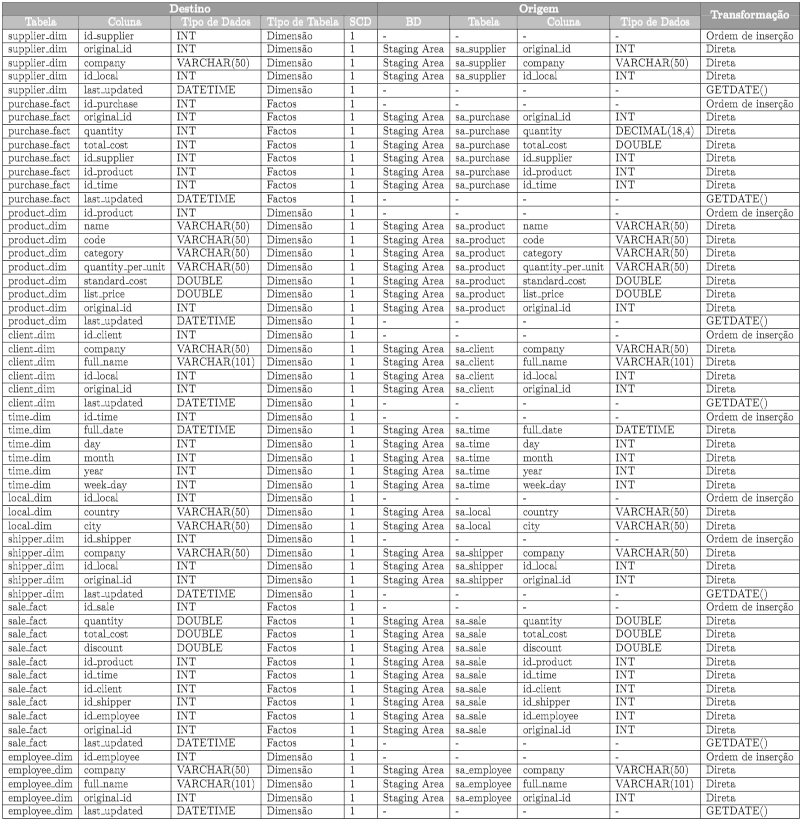 Destino Origem Transformação
Tabela Coluna Tipo de Dados Tipo de Tabela SCD BD Tabela Coluna Tipo de Dados
supplier_dim id_supplier INT Dimensão 1 - - - - Ordem de inserção
supplier_dim original_id INT Dimensão 1 Staging Area sa_supplier original_id INT Direta
supplier_dim company VARCHAR(50) Dimensão 1 Staging Area sa_supplier company VARCHAR(50) Direta
supplier_dim id_local INT Dimensão 1 Staging Area sa_supplier id_local INT Direta
supplier_dim last_updated DATETIME Dimensão 1 - - - - GETDATE()
purchase_fact id_purchase INT Factos 1 - - - - Ordem de inserção
purchase_fact original_id INT Factos 1 Staging Area sa_purchase original_id INT Direta
purchase_fact quantity INT Factos 1 Staging Area sa_purchase quantity DECIMAL(18,4) Direta
purchase_fact total_cost INT Factos 1 Staging Area sa_purchase total_cost DOUBLE Direta
purchase_fact id_supplier INT Factos 1 Staging Area sa_purchase id_supplier INT Direta
purchase_fact id_product INT Factos 1 Staging Area sa_purchase id_product INT Direta
purchase_fact id_time INT Factos 1 Staging Area sa_purchase id_time INT Direta
purchase_fact last_updated DATETIME Factos 1 - - - - GETDATE()
product_dim id_product INT Dimensão 1 - - - - Ordem de inserção
product_dim name VARCHAR(50) Dimensão 1 Staging Area sa_product name VARCHAR(50) Direta
product_dim code VARCHAR(50) Dimensão 1 Staging Area sa_product code VARCHAR(50) Direta
product_dim category VARCHAR(50) Dimensão 1 Staging Area sa_product category VARCHAR(50) Direta
product_dim quantity_per_unit VARCHAR(50) Dimensão 1 Staging Area sa_product quantity_per_unit VARCHAR(50) Direta
product_dim standard_cost DOUBLE Dimensão 1 Staging Area sa_product standard_cost DOUBLE Direta
product_dim list_price DOUBLE Dimensão 1 Staging Area sa_product list_price DOUBLE Direta
product_dim original_id INT Dimensão 1 Staging Area sa_product original_id INT Direta
product_dim last_updated DATETIME Dimensão 1 - - - - GETDATE()
client_dim id_client INT Dimensão 1 - - - - Ordem de inserção
client_dim company VARCHAR(50) Dimensão 1 Staging Area sa_client company VARCHAR(50) Direta
client_dim full_name VARCHAR(101) Dimensão 1 Staging Area sa_client full_name VARCHAR(101) Direta
client_dim id_local INT Dimensão 1 Staging Area sa_client id_local INT Direta
client_dim original_id INT Dimensão 1 Staging Area sa_client original_id INT Direta
client_dim last_updated DATETIME Dimensão 1 - - - - GETDATE()
time_dim id_time INT Dimensão 1 - - - - Ordem de inserção
time_dim full_date DATETIME Dimensão 1 Staging Area sa_time full_date DATETIME Direta
time_dim day INT Dimensão 1 Staging Area sa_time day INT Direta
time_dim month INT Dimensão 1 Staging Area sa_time month INT Direta
time_dim year INT Dimensão 1 Staging Area sa_time year INT Direta
time_dim week_day INT Dimensão 1 Staging Area sa_time week_day INT Direta
local_dim id_local INT Dimensão 1 - - - - Ordem de inserção
local_dim country VARCHAR(50) Dimensão 1 Staging Area sa_local country VARCHAR(50) Direta
local_dim city VARCHAR(50) Dimensão 1 Staging Area sa_local city VARCHAR(50) Direta
shipper_dim id_shipper INT Dimensão 1 - - - - Ordem de inserção
shipper_dim company VARCHAR(50) Dimensão 1 Staging Area sa_shipper company VARCHAR(50) Direta
shipper_dim id_local INT Dimensão 1 Staging Area sa_shipper id_local INT Direta
shipper_dim original_id INT Dimensão 1 Staging Area sa_shipper original_id INT Direta
shipper_dim last_updated DATETIME Dimensão 1 - - - - GETDATE()
sale_fact id_sale INT Factos 1 - - - - Ordem de inserção
sale_fact quantity DOUBLE Factos 1 Staging Area sa_sale quantity DOUBLE Direta
sale_fact total_cost DOUBLE Factos 1 Staging Area sa_sale total_cost DOUBLE Direta
sale_fact discount DOUBLE Factos 1 Staging Area sa_sale discount DOUBLE Direta
sale_fact id_product INT Factos 1 Staging Area sa_sale id_product INT Direta
sale_fact id_time INT Factos 1 Staging Area sa_sale id_time INT Direta
sale_fact id_client INT Factos 1 Staging Area sa_sale id_client INT Direta
sale_fact id_shipper INT Factos 1 Staging Area sa_sale id_shipper INT Direta
sale_fact id_employee INT Factos 1 Staging Area sa_sale id_employee INT Direta
sale_fact original_id INT Factos 1 Staging Area sa_sale original_id INT Direta
sale_fact last_updated DATETIME Factos 1 - - - - GETDATE()
employee_dim id_employee INT Dimensão 1 - - - - Ordem de inserção
employee_dim company VARCHAR(50) Dimensão 1 Staging Area sa_employee company VARCHAR(50) Direta
employee_dim full_name VARCHAR(101) Dimensão 1 Staging Area sa_employee full_name VARCHAR(101) Direta
employee_dim original_id INT Dimensão 1 Staging Area sa_employee original_id INT Direta
employee_dim last_updated DATETIME Dimensão 1 - - - - GETDATE()